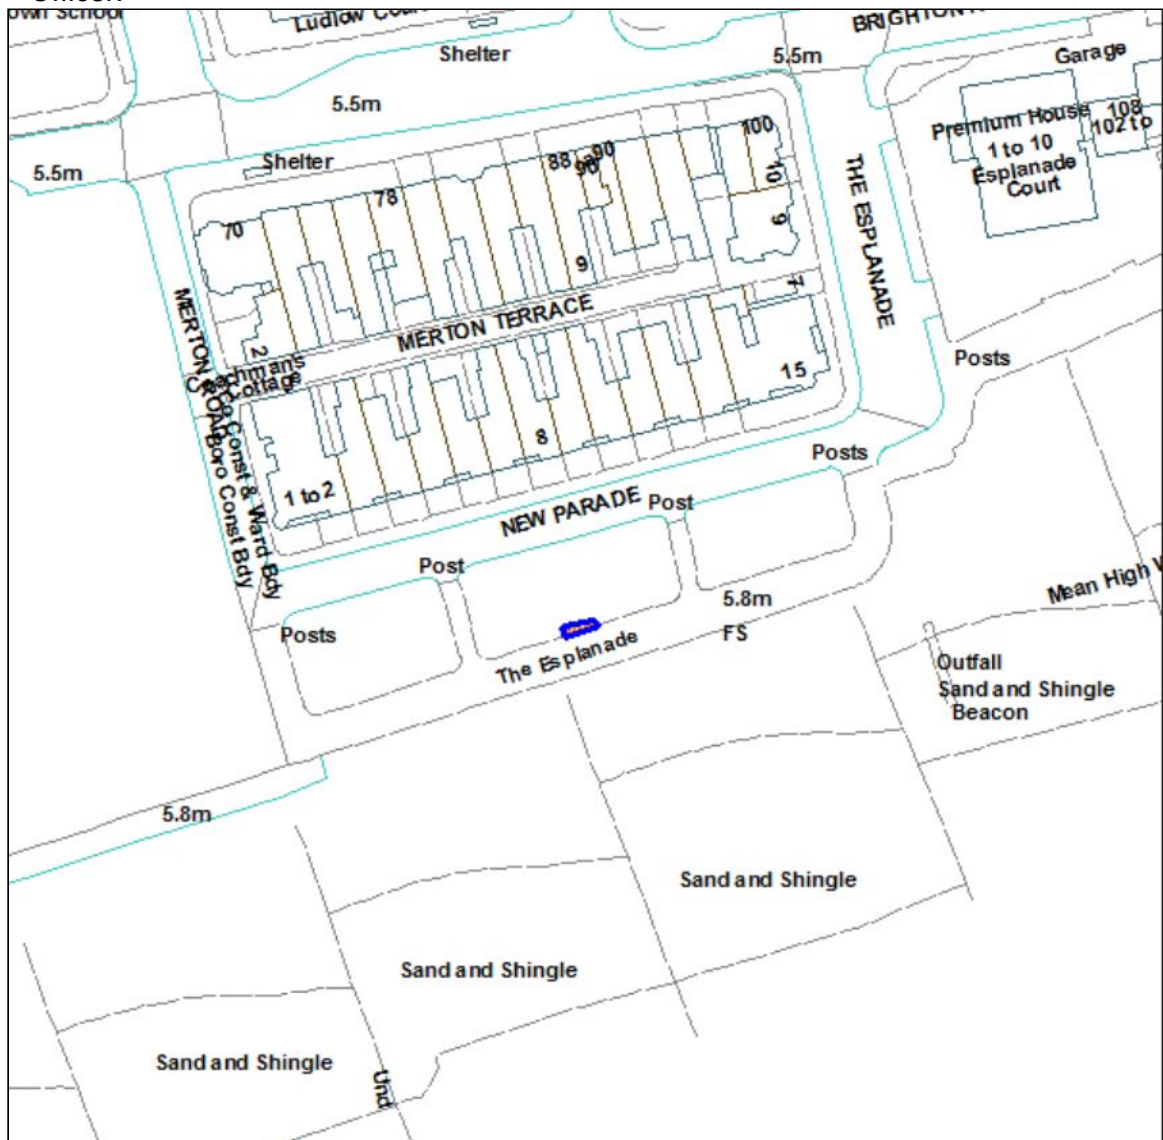 own School
Ludlow Cou
BRIGHTON
Shelter
5.5m
Garage
5.5m
Premium House
108
102 to
1 to 10
Esplanade
Court
Shelter
5.5m
88
90
90
100
10
THE ESPLANADE
78
70
9
9
7
MERTON TERRACE
MERTON ROAD
2
Coachmans
Cottage
Posts
15
Co Const & Ward Bdy
Boro Const Bdy
8
Posts
1 to 2
NEW PARADE
Post
Post
Mean High W
5.8m
Posts
FS
The Esplanade
Outfall
Sand and Shingle
Beacon
5.8m
Sand and Shingle
Sand and Shingle
Sand and Shingle
Und